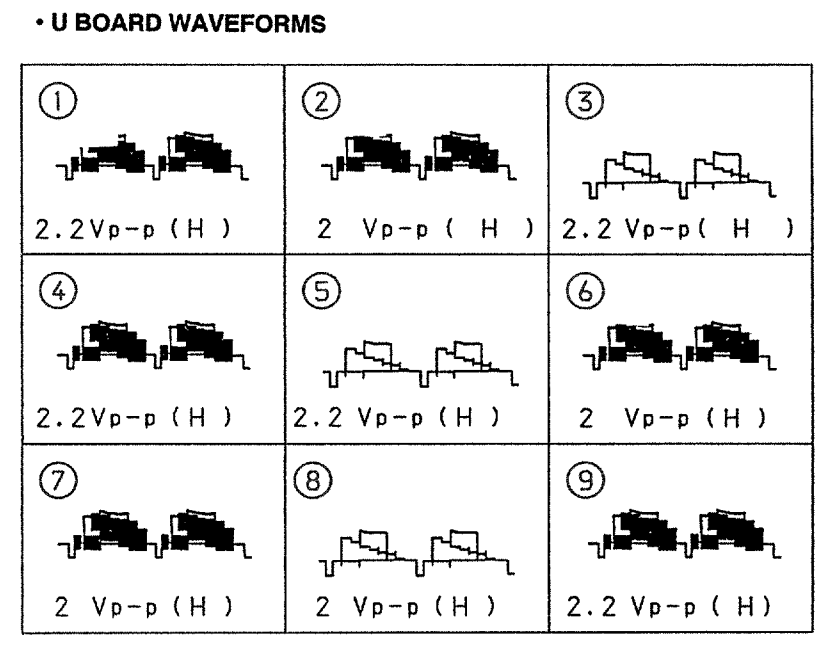 • U BOARD WAVEFORMS
① ② ③
2.2Vp-p (H) 2 Vp-p ( H ) 2.2 Vp-p( H )
④ ⑤ ⑥
2.2Vp-p (H) 2.2 Vp-p (H) 2 Vp-p (H)
⑦ ⑧ ⑨
2 Vp-p (H) 2 Vp-p (H) 2.2 Vp-p ( H)